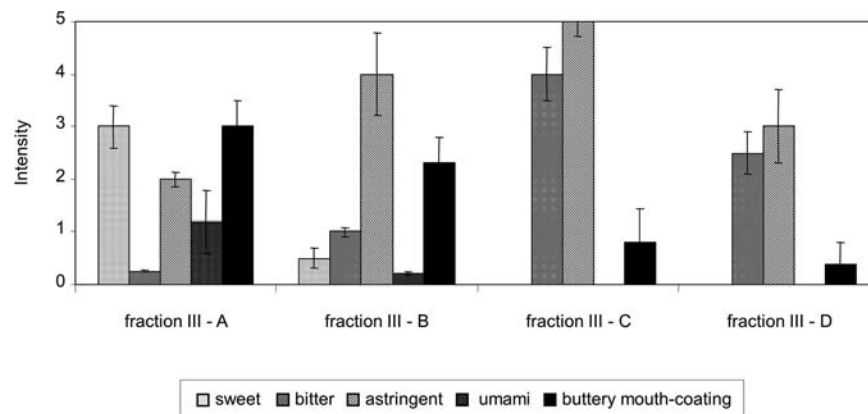 5
4
3
2
1
0
Intensity
fraction III - A fraction III - B fraction III - C fraction III - D
sweet bitter astringent umami buttery mouth-coating